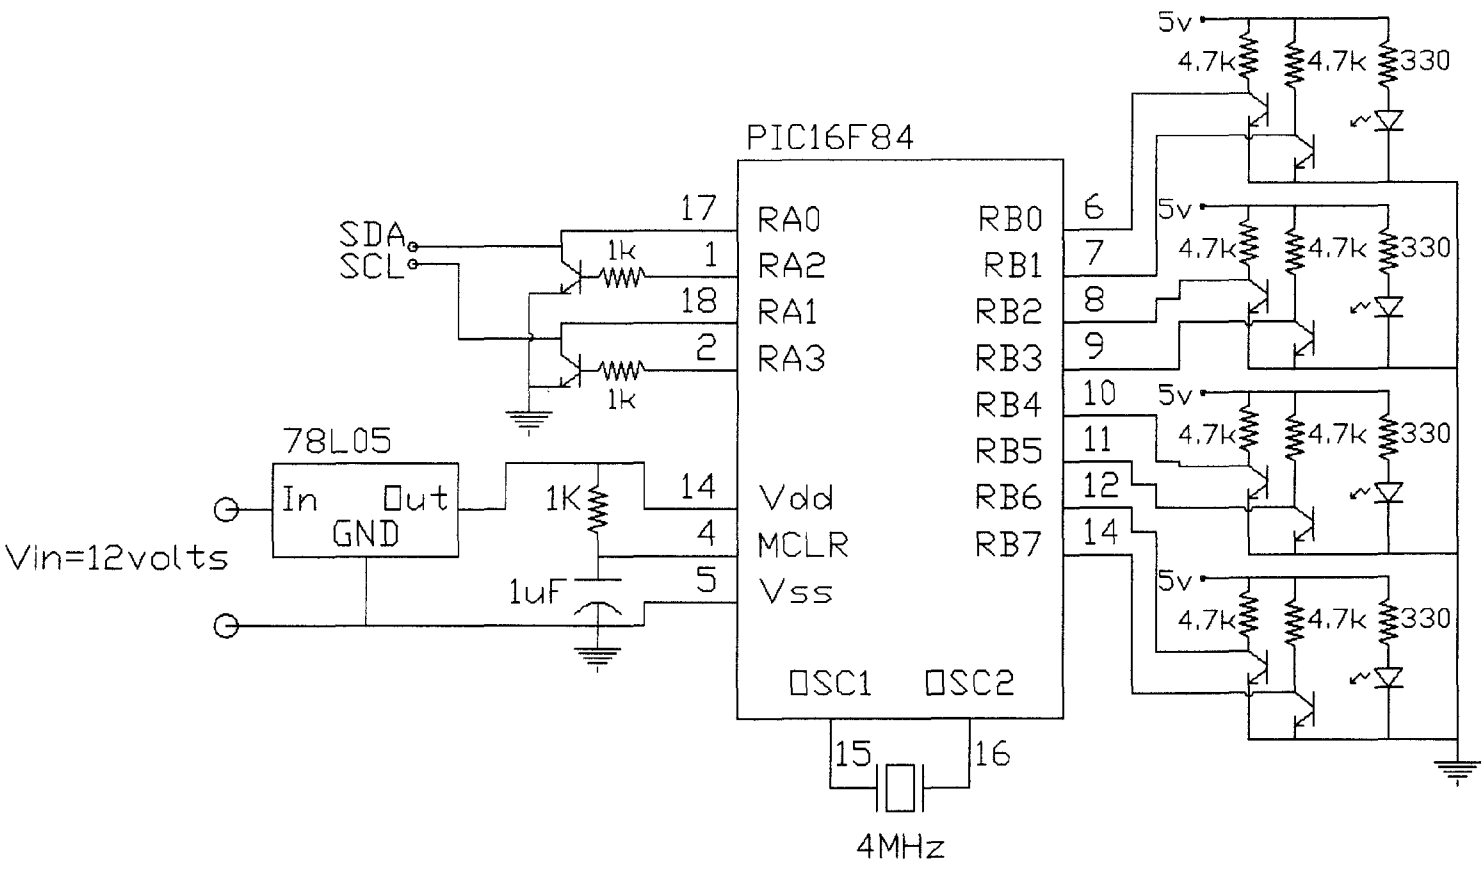 5v
4.7k 4.7k 330
PIC16F84
17 RA0 RB0 6
SDA
SCL
1k
1 RA2 RB1 7
18 RA1 RB2 8
2 RA3 RB3 9
1k
5v
4.7k 4.7k 330
RB4 10
78L05
RB5 11
5v
4.7k 4.7k 330
In Out
GND
Vin=12volts
1K
14 Vdd RB6 12
4 MCLR RB7 14
1uF
5 Vss
5v
4.7k 4.7k 330
OSC1 OSC2
15 16
4MHz